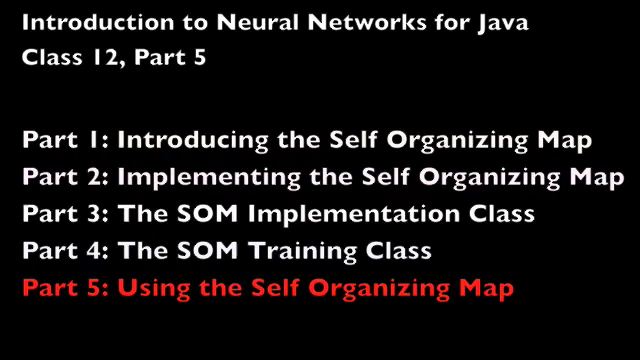 Introduction to Neural Networks for Java
Class 12, Part 5
Part 1: Introducing the Self Organizing Map
Part 2: Implementing the Self Organizing Map
Part 3: The SOM Implementation Class
Part 4: The SOM Training Class
Part 5: Using the Self Organizing Map